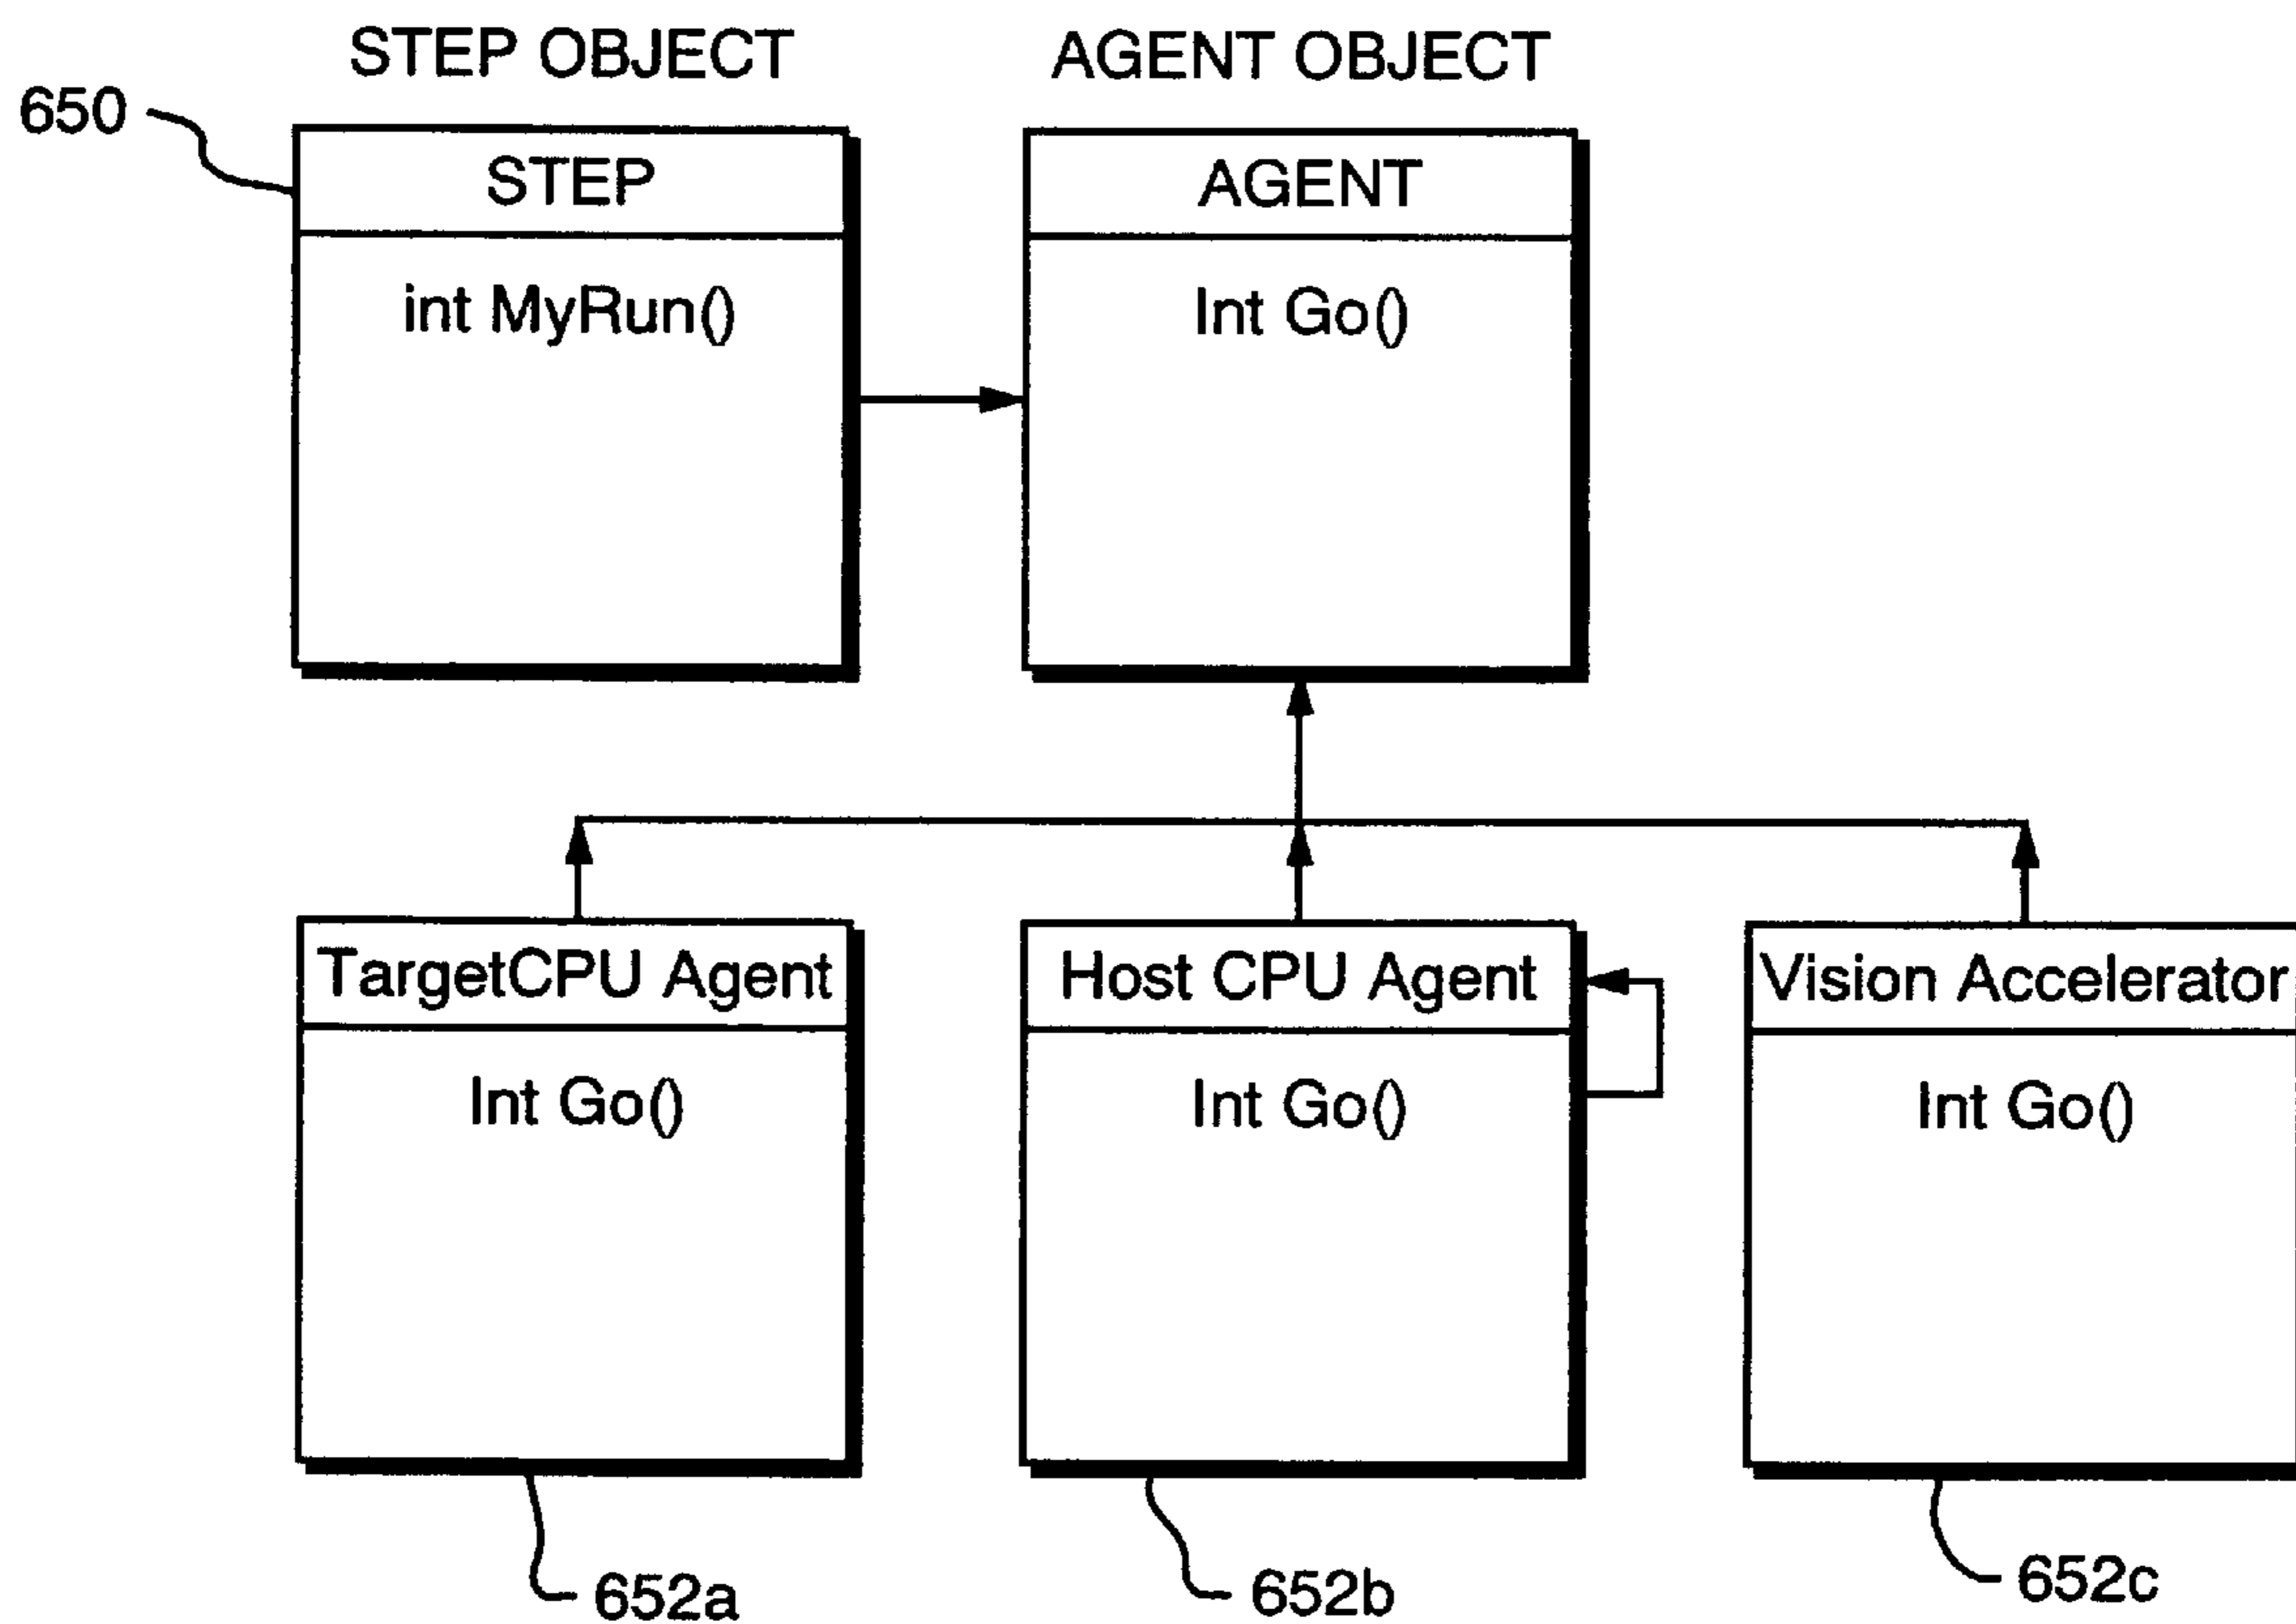 STEP OBJECT
AGENT OBJECT
650
STEP
AGENT
int MyRun()
Int Go()
TargetCPU Agent
Host CPU Agent
Vision Accelerator
Int Go()
Int Go()
Int Go()
652a
652b
652c